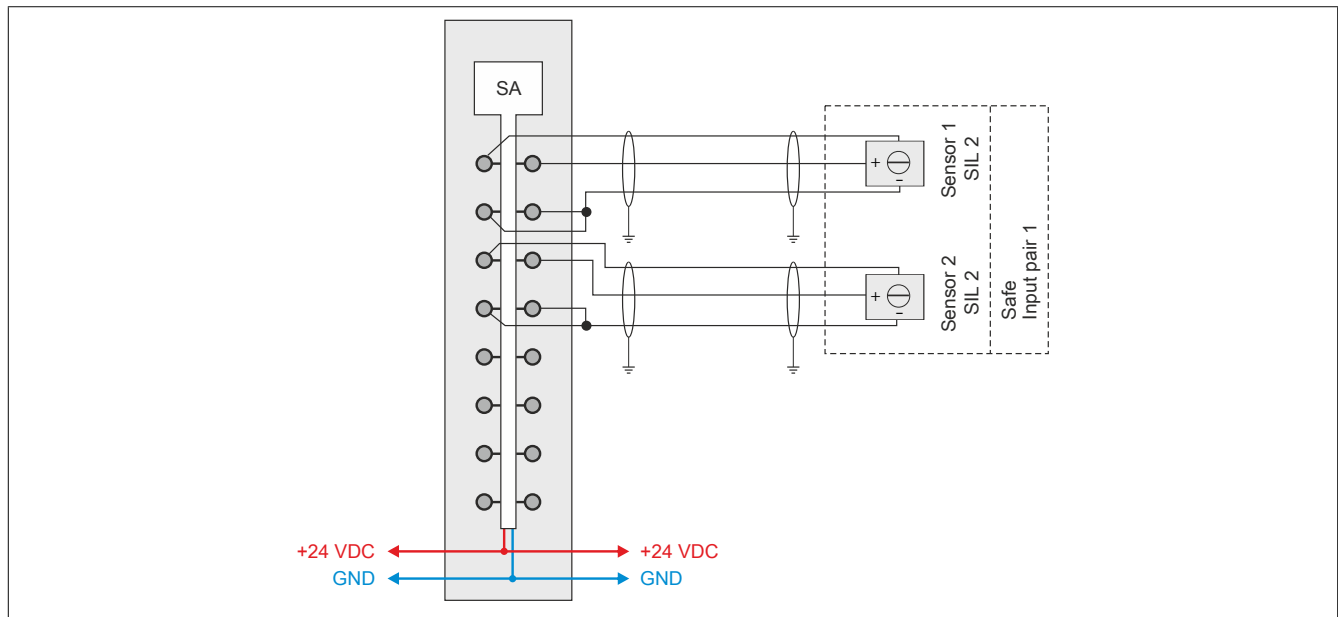 SA
+
-
Sensor 1
SIL 2
+
-
Sensor 2
SIL 2
Safe
Input pair 1
+24 VDC
+24 VDC
GND
GND